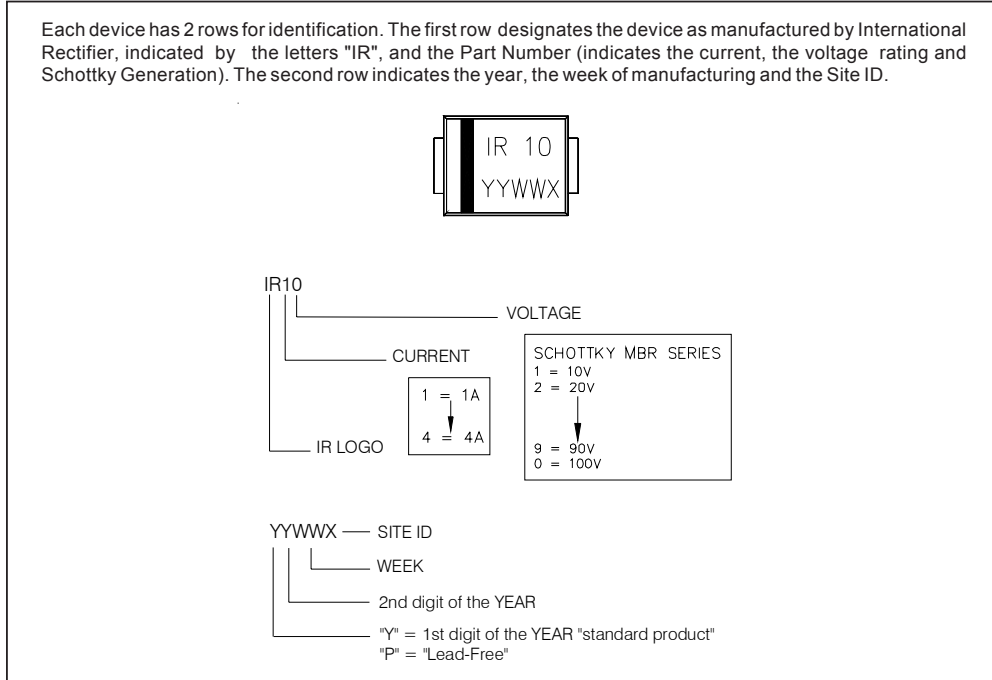 Each device has 2 rows for identification. The first row designates the device as manufactured by International
Rectifier, indicated by the letters "IR", and the Part Number (indicates the current, the voltage rating and
Schottky Generation). The second row indicates the year, the week of manufacturing and the Site ID.
IR 10
YYWWX
IR10
VOLTAGE
CURRENT
SCHOTTKY MBR SERIES
1 = 10V
2 = 20V
9 = 90V
0 = 100V
1 = 1A
4 = 4A
IR LOGO
YYWWX
SITE ID
WEEK
2nd digit of the YEAR
"Y" = 1st digit of the YEAR "standard product"
"P" = "Lead-Free"